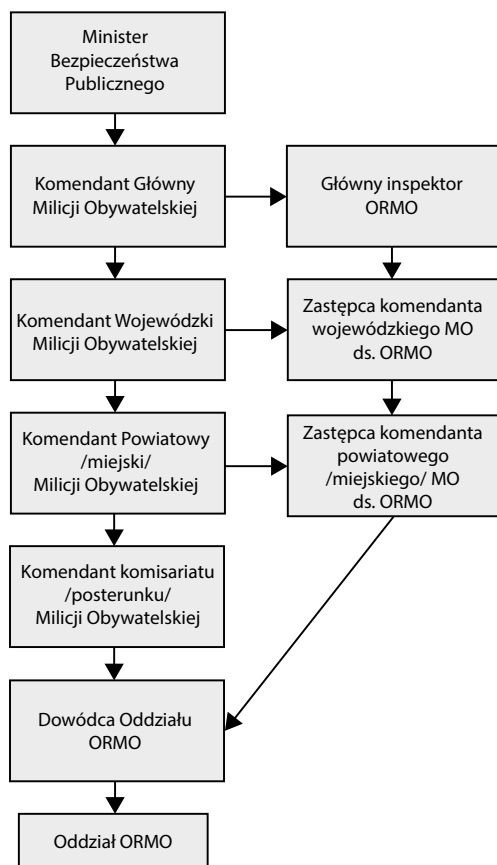 Minister
Bezpieczeństwa
Publicznego
Komendant Główny
Milicji Obywatelskiej
Główny inspektor
ORMO
Komendant Wojewódzki
Milicji Obywatelskiej
Zastępca komendanta
wojewódzkiego MO
ds. ORMO
Komendant Powiatowy
/miejski/
Milicji Obywatelskiej
Zastępca komendanta
powiatowego
/miejskiego/ MO
ds. ORMO
Komendant komisariatu
/posterunku/
Milicji Obywatelskiej
Dowódca Oddziału
ORMO
Oddział ORMO